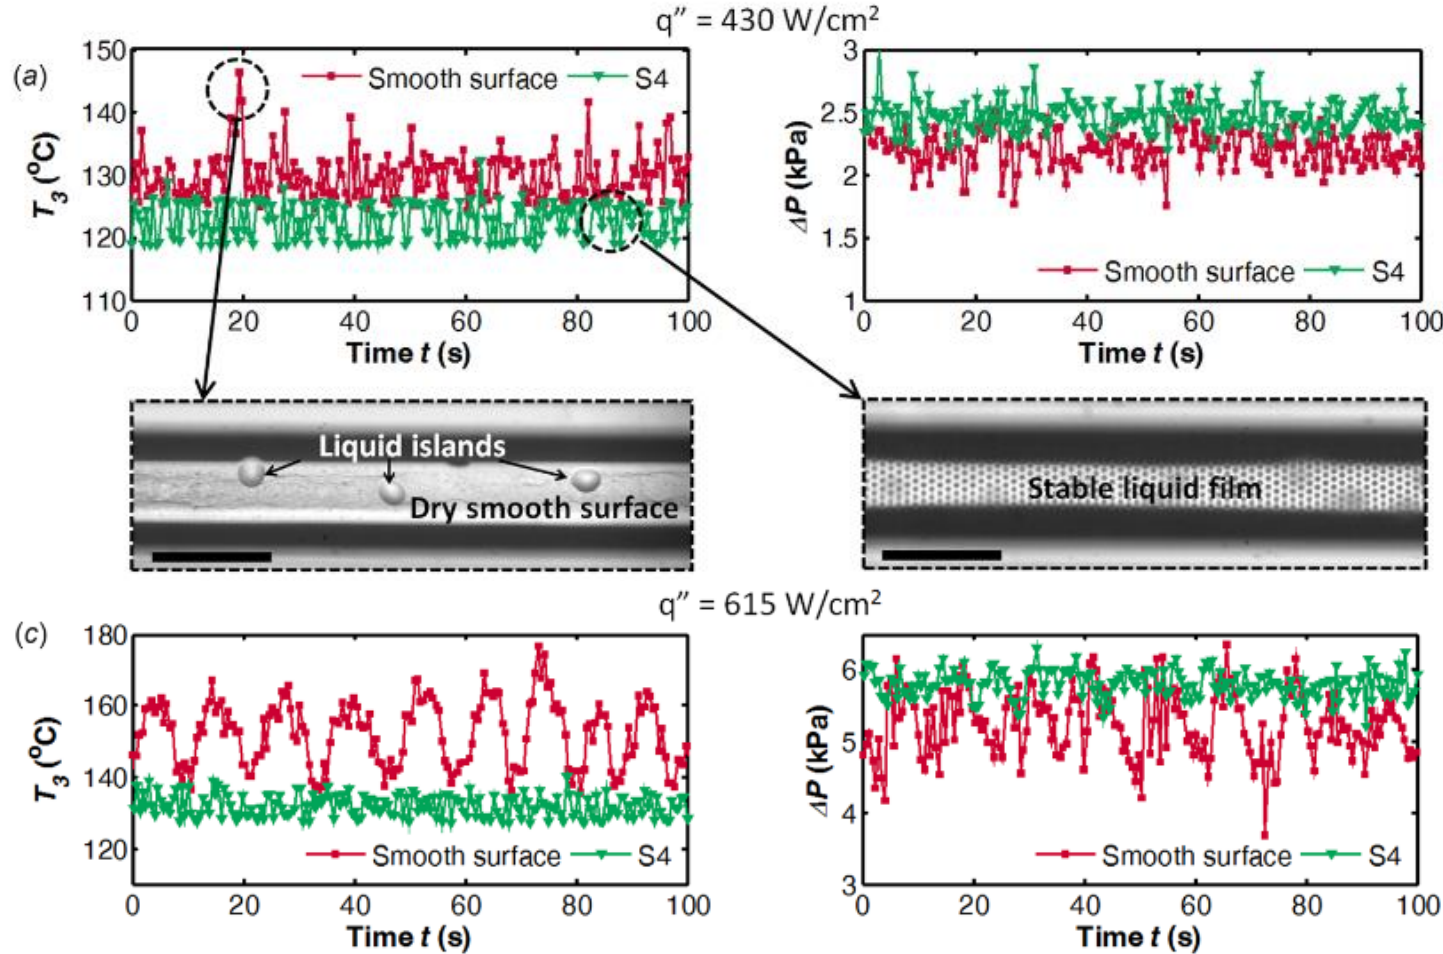 q″ = 430 W/cm²
(a)
150
140
130
120
110
T₃ (°C)
Smooth surface
S4
0 20 40 60 80 100
Time t (s)
3
2.5
2
1.5
1
ΔP (kPa)
Smooth surface
S4
0 20 40 60 80 100
Time t (s)
Liquid islands
Dry smooth surface
Stable liquid film
q″ = 615 W/cm²
(c)
180
160
140
120
T₃ (°C)
Smooth surface
S4
0 20 40 60 80 100
Time t (s)
6
5
4
3
ΔP (kPa)
Smooth surface
S4
0 20 40 60 80 100
Time t (s)